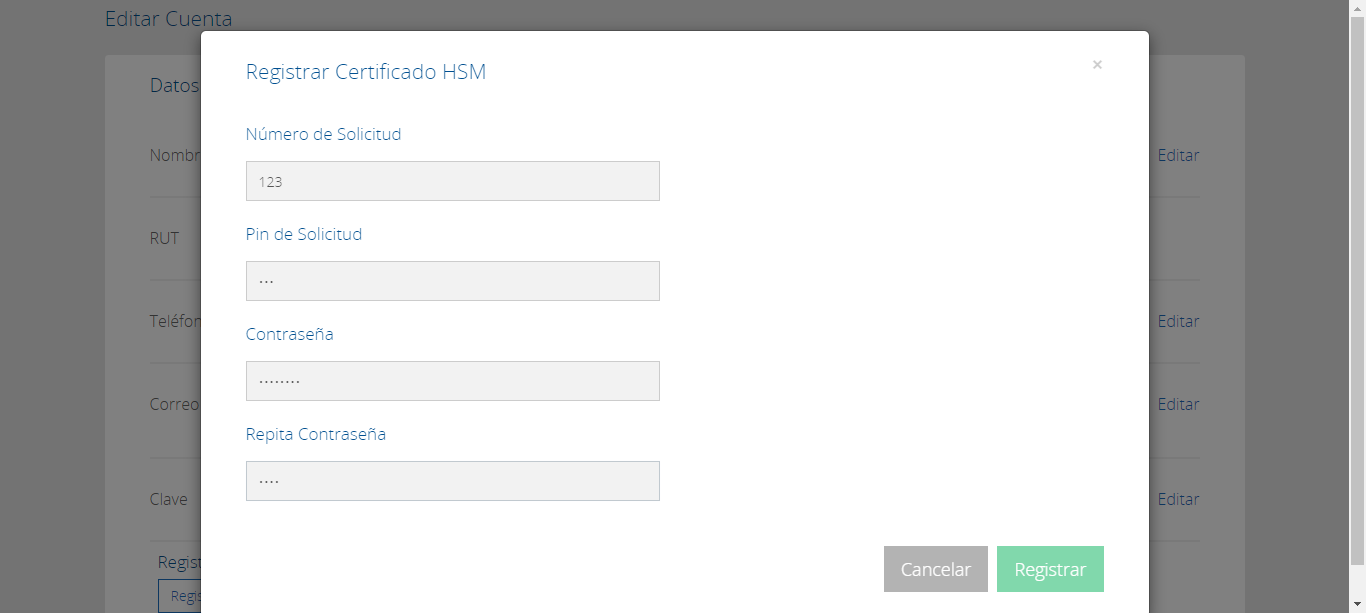 Editar Cuenta
Registrar Certificado HSM
×
Datos
Número de Solicitud
123
Nombr
Editar
Pin de Solicitud
RUT
···
Contraseña
Teléfon
Editar
········
Correo
Editar
Repita Contraseña
····
Clave
Editar
Regist
Cancelar
Registrar
Regis